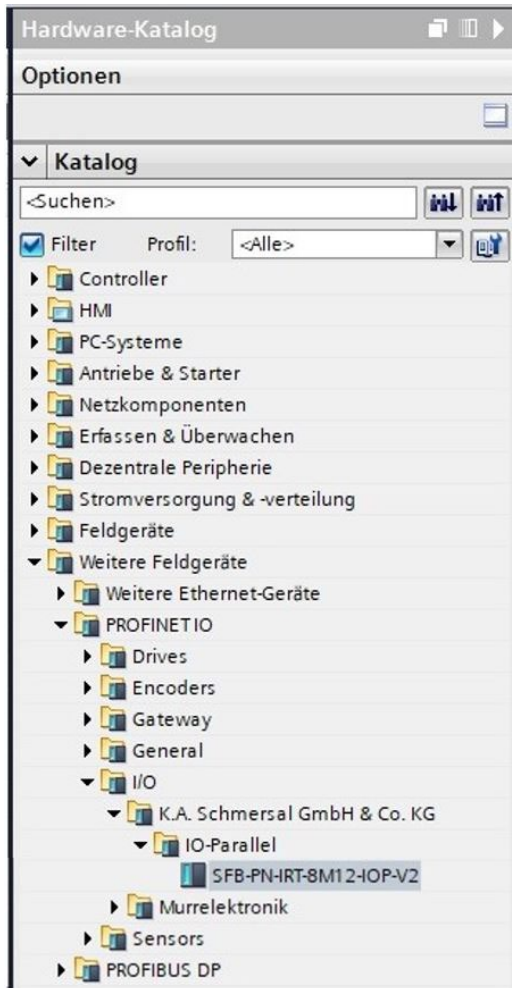 Hardware-Katalog
Optionen
Katalog
<Suchen>
Filter Profil: <Alle>
Controller
HMI
PC-Systeme
Antriebe & Starter
Netzkomponenten
Erfassen & Überwachen
Dezentrale Peripherie
Stromversorgung & -verteilung
Feldgeräte
Weitere Feldgeräte
Weitere Ethernet-Geräte
PROFINET IO
Drives
Encoders
Gateway
General
I/O
K.A. Schmersal GmbH & Co. KG
IO-Parallel
SFB-PN-IRT-8M12-IOP-V2
Murrelektronik
Sensors
PROFIBUS DP